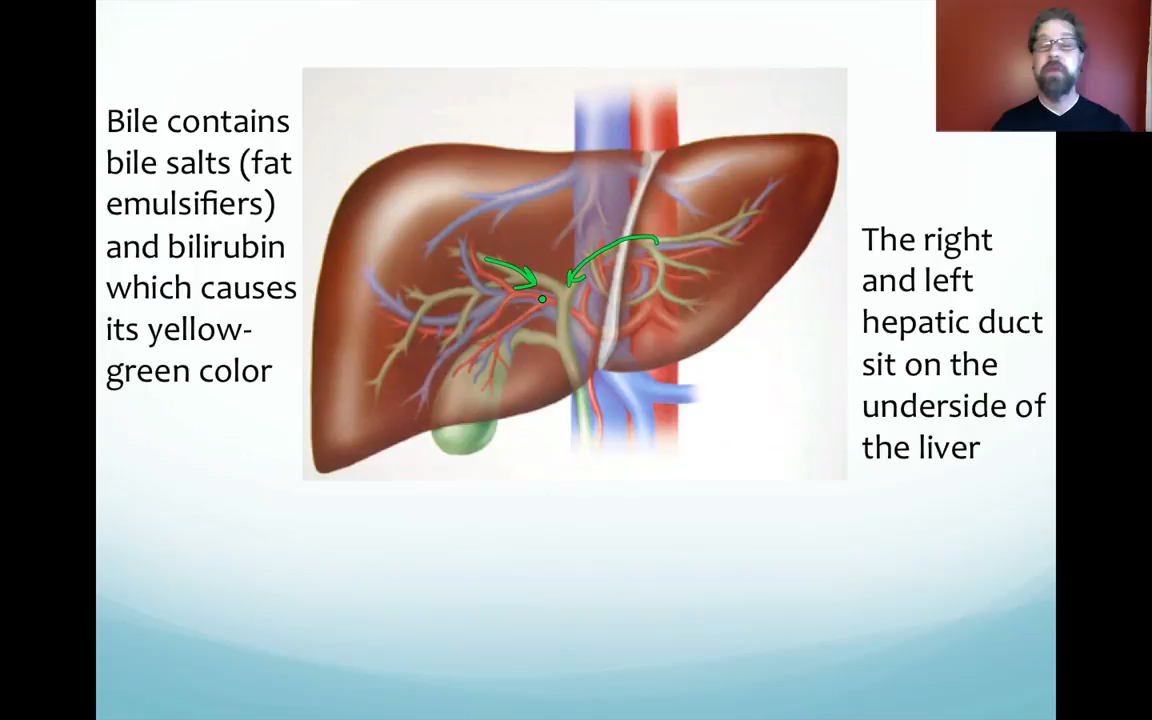 Bile contains
bile salts (fat
emulsifiers)
and bilirubin
which causes
its yellow-
green color
The right
and left
hepatic duct
sit on the
underside of
the liver